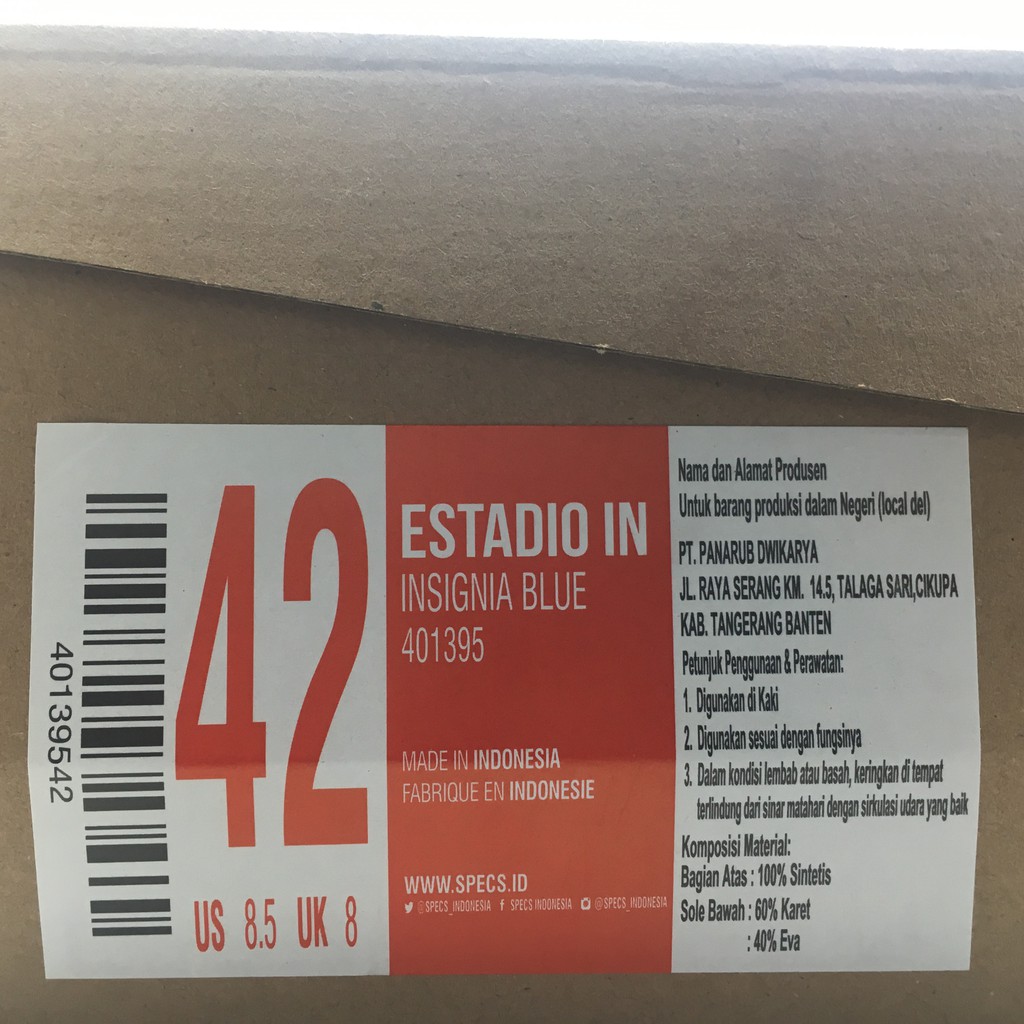 40139542
42
US 8.5 UK 8
ESTADIO IN
INSIGNIA BLUE
401395
MADE IN INDONESIA
FABRIQUE EN INDONESIE
WWW.SPECS.ID
@SPECS_INDONESIA f SPECS INDONESIA @SPECS_INDONESIA
Nama dan Alamat Produsen
Untuk barang produksi dalam Negeri (local del)
PT. PANARUB DWIKARYA
JL. RAYA SERANG KM. 14.5, TALAGA SARI,CIKUPA
KAB. TANGERANG BANTEN
Petunjuk Penggunaan & Perawatan:
1. Digunakan di Kaki
2. Digunakan sesuai dengan fungsinya
3. Dalam kondisi lembab atau basah, keringkan di tempat
terlindung dari sinar matahari dengan sirkulasi udara yang baik
Komposisi Material:
Bagian Atas : 100% Sintetis
Sole Bawah : 60% Karet
: 40% Eva